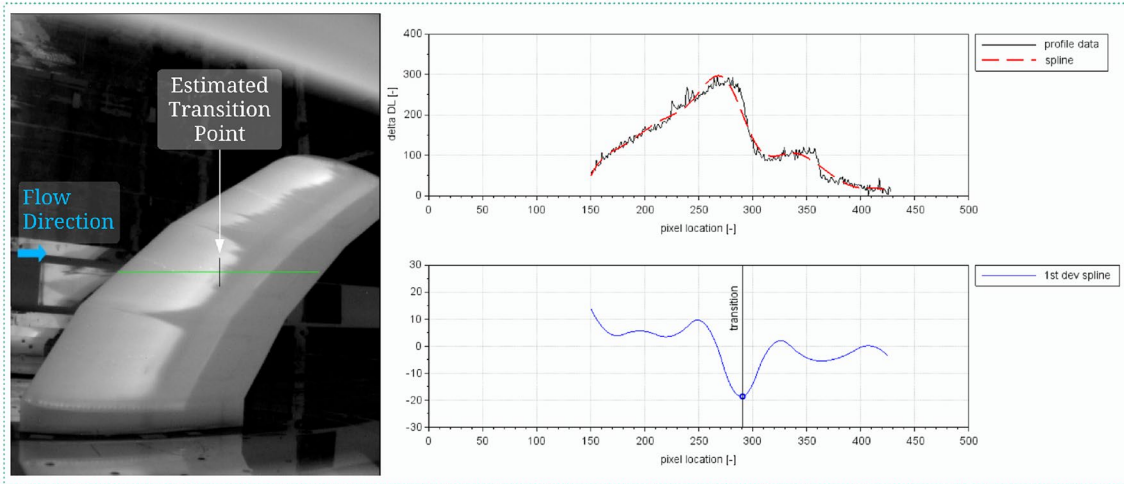 Estimated
Transition
Point
Flow
Direction
400
300
200
100
0
delta DL [-]
0 50 100 150 200 250 300 350 400 450 500
pixel location [-]
profile data
spline
30
20
10
0
-10
-20
-30
transition
0 50 100 150 200 250 300 350 400 450 500
pixel location [-]
1st dev spline